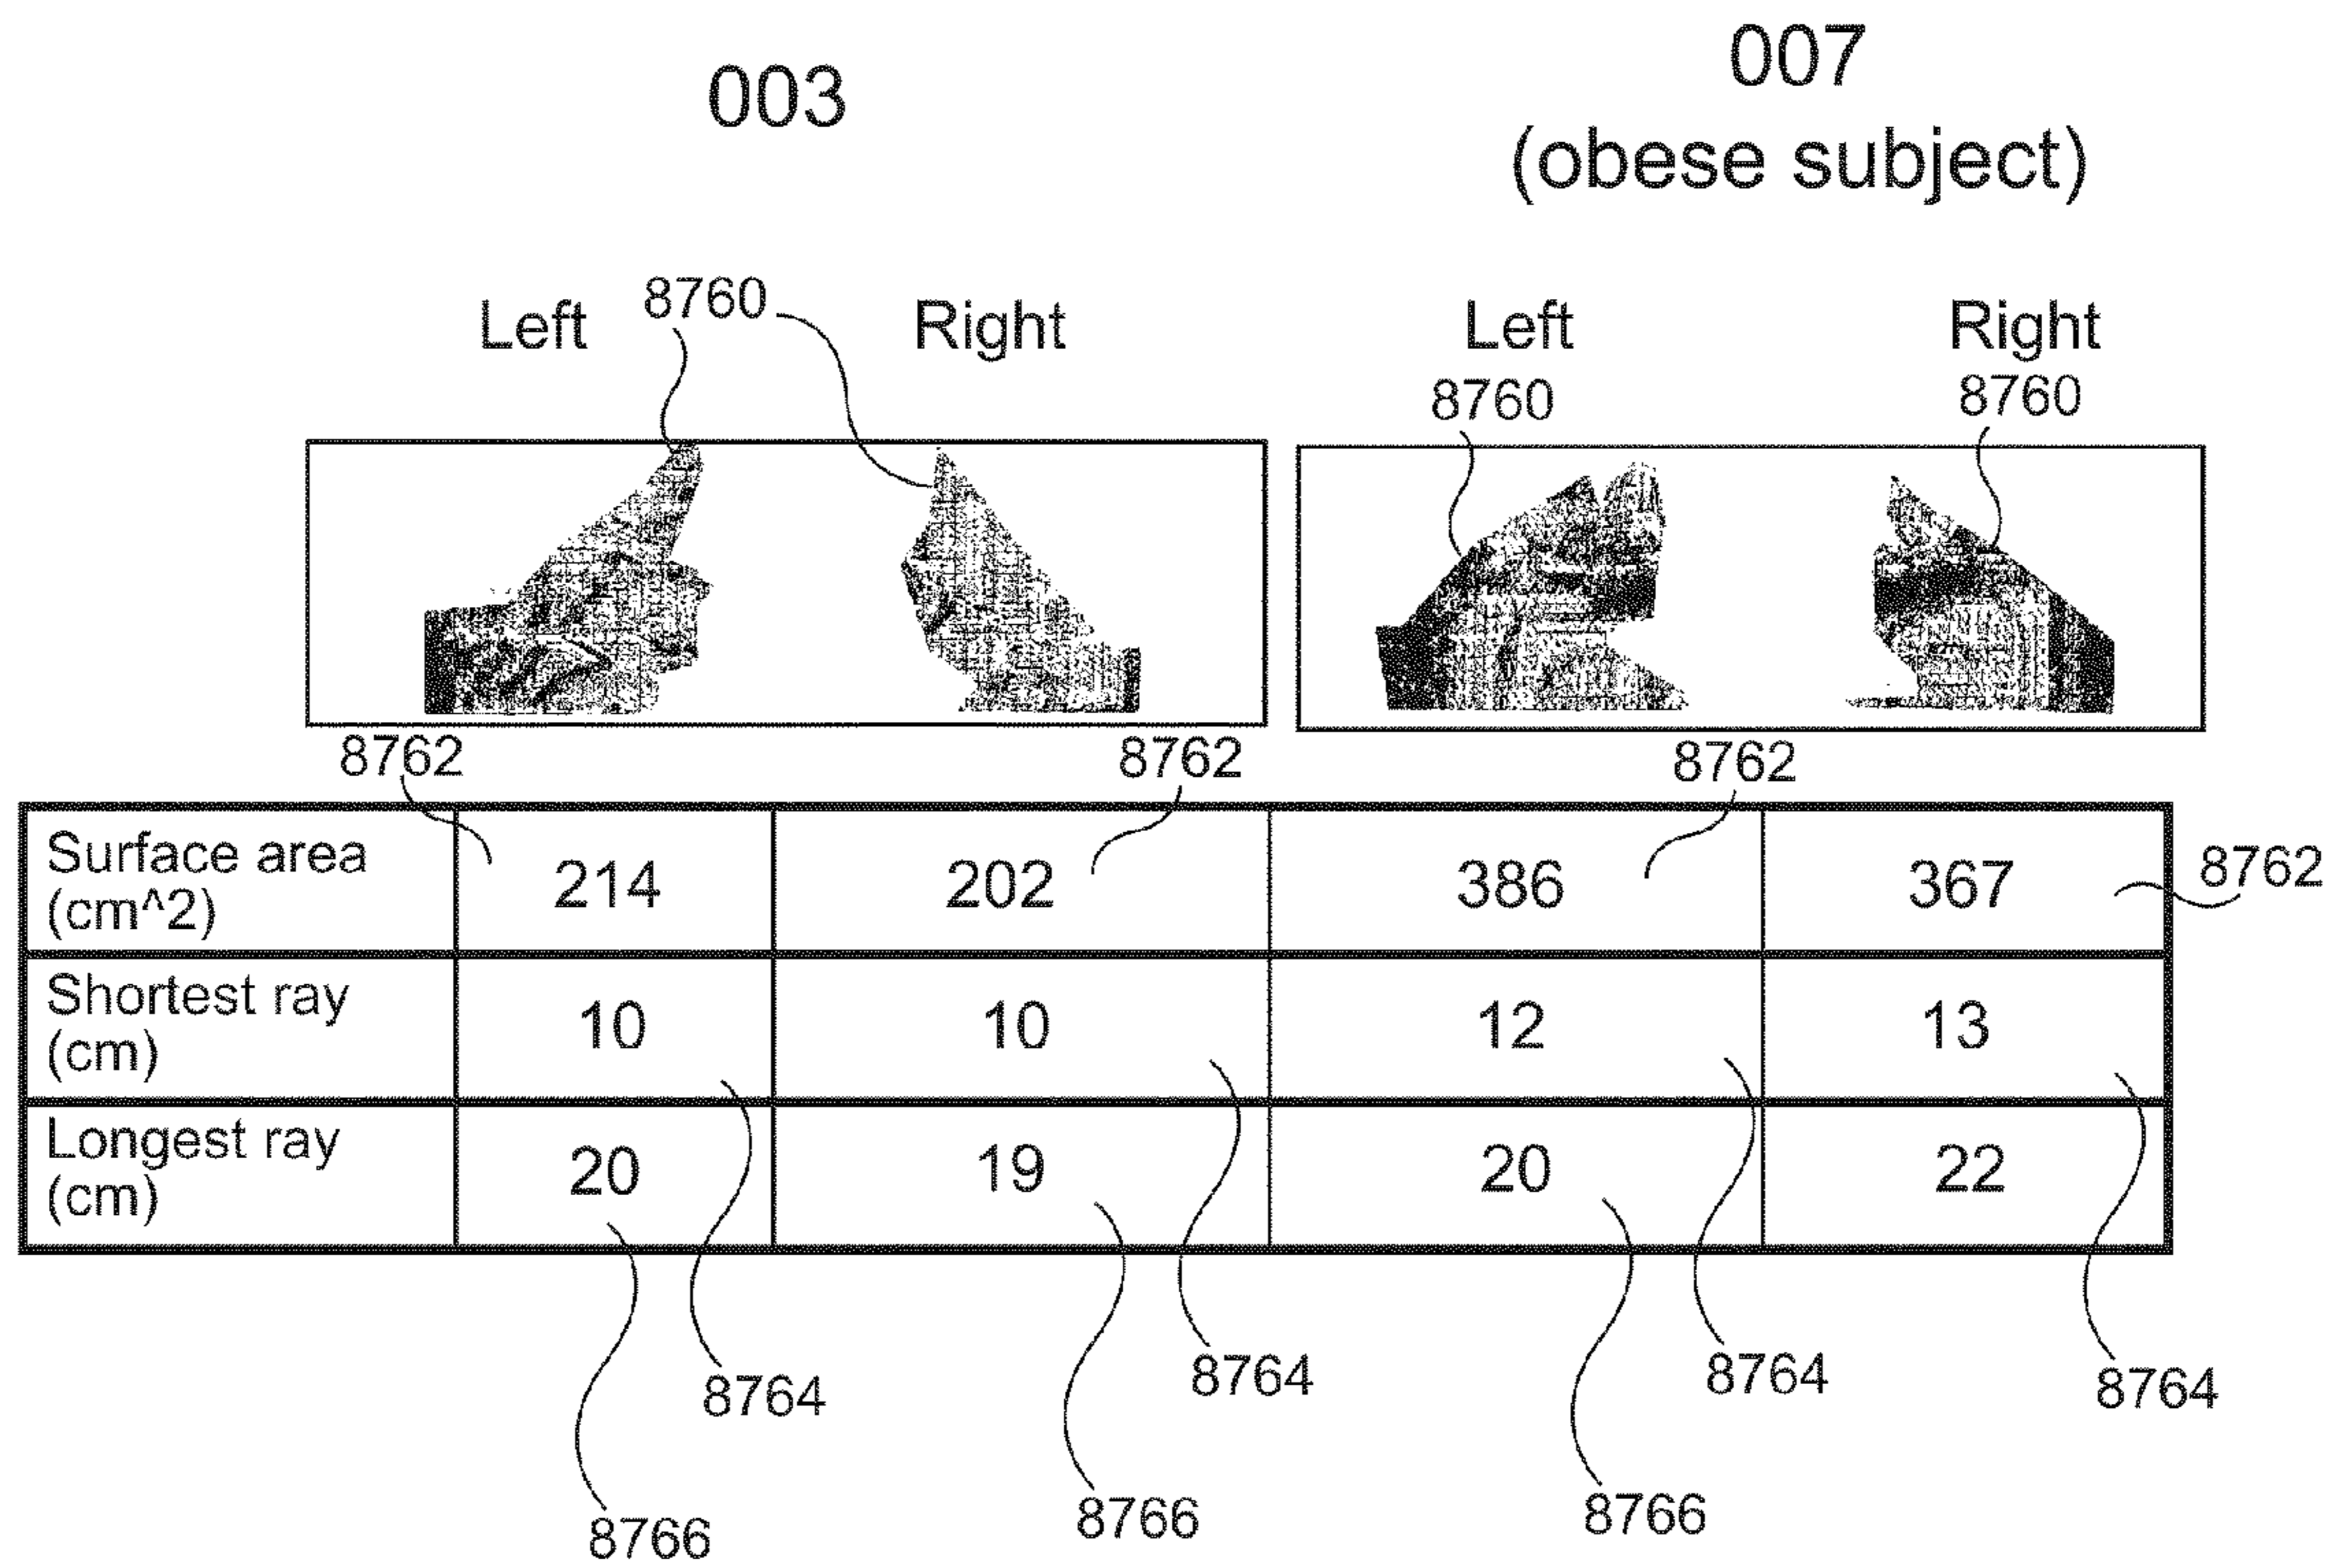 003
007
(obese subject)
Left
8760
Right
Left
Right
8760
8760
8762
8762
8762
Surface area
(cm^2)
214
202
386
367
8762
Shortest ray
(cm)
10
10
12
13
Longest ray
(cm)
20
19
20
22
8764
8764
8764
8764
8766
8766
8766